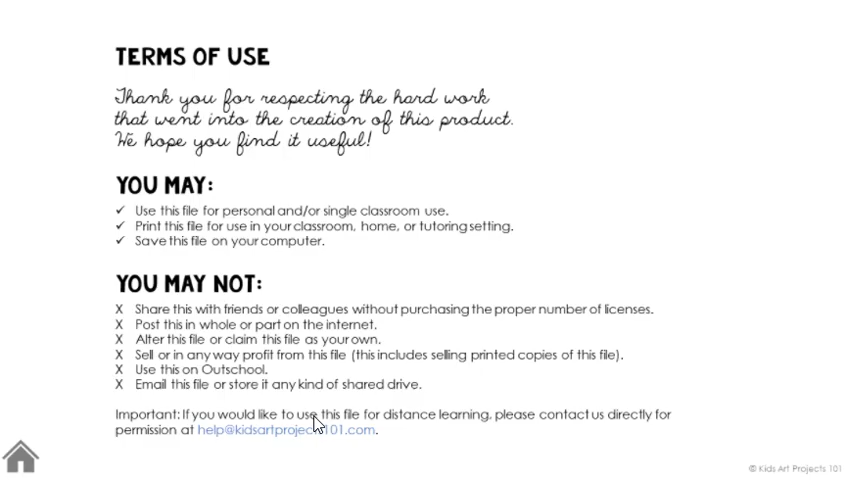 TERMS OF USE
Thank you for respecting the hard work
that went into the creation of this product.
We hope you find it useful!
YOU MAY:
✓ Use this file for personal and/or single classroom use.
✓ Print this file for use in your classroom, home, or tutoring setting.
✓ Save this file on your computer.
YOU MAY NOT:
X Share this with friends or colleagues without purchasing the proper number of licenses.
X Post this in whole or part on the internet.
X Alter this file or claim this file as your own.
X Sell or in any way profit from this file (this includes selling printed copies of this file).
X Use this on Outschool.
X Email this file or store it any kind of shared drive.
Important: If you would like to use this file for distance learning, please contact us directly for
permission at help@kidsartprojects101.com.
© Kids Art Projects 101